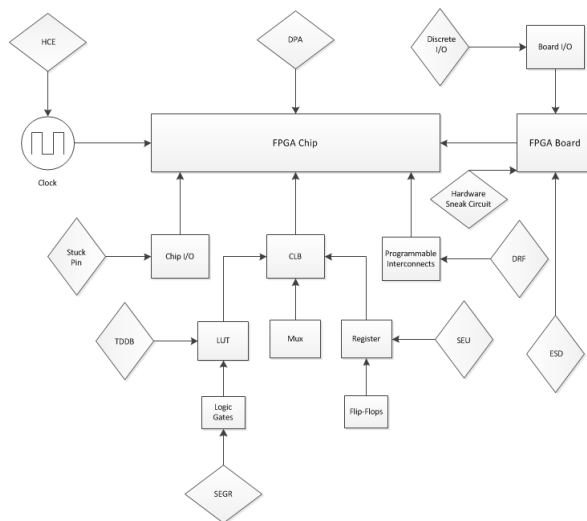 HCE
DPA
Discrete
I/O
Board I/O
FPGA Chip
FPGA Board
Clock
Hardware
Sneak Circuit
Stuck
Pin
Chip I/O
CLB
Programmable
Interconnects
DRF
TDDB
LUT
Mux
Register
SEU
ESD
Logic
Gates
Flip-Flops
SEGR